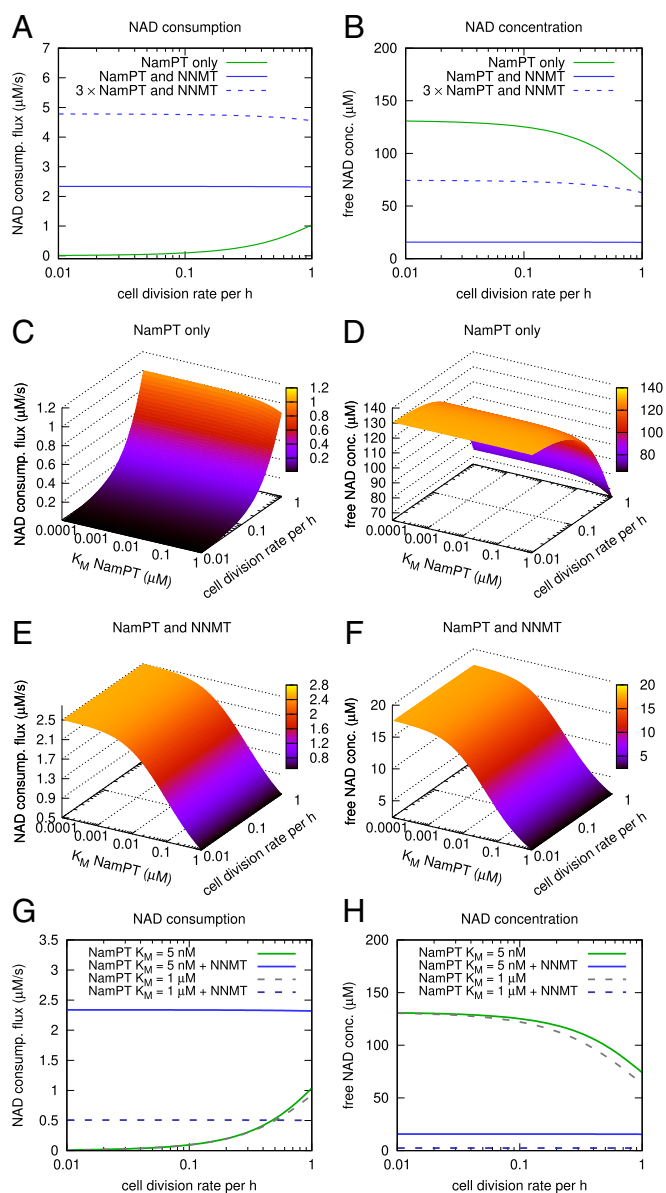 A
NAD consumption
NAD consump. flux (µM/s)
7
6
5
4
3
2
1
0
NamPT only
NamPT and NNMT
3 × NamPT and NNMT
0.01
0.1
1
cell division rate per h
B
NAD concentration
free NAD conc. (µM)
200
150
100
50
0
NamPT only
NamPT and NNMT
3 × NamPT and NNMT
0.01
0.1
1
cell division rate per h
C
NamPT only
NAD consump. flux (µM/s)
1.2
1
0.8
0.6
0.4
0.2
0.0001
0.001
0.01
0.1
1
K_M NamPT (µM)
0.01
0.1
1
cell division rate per h
1.2
1
0.8
0.6
0.4
0.2
D
NamPT only
free NAD conc. (µM)
140
130
120
110
100
90
80
70
0.0001
0.001
0.01
0.1
1
K_M NamPT (µM)
0.01
0.1
1
cell division rate per h
140
120
100
80
E
NamPT and NNMT
NAD consump. flux (µM/s)
2.5
2.1
1.7
1.3
0.9
0.5
0.0001
0.001
0.01
0.1
1
K_M NamPT (µM)
0.01
0.1
1
cell division rate per h
2.8
2.4
2
1.6
1.2
0.8
F
NamPT and NNMT
free NAD conc. (µM)
20
15
10
5
0.0001
0.001
0.01
0.1
1
K_M NamPT (µM)
0.01
0.1
1
cell division rate per h
20
15
10
5
G
NAD consumption
NAD consump. flux (µM/s)
3.5
3
2.5
2
1.5
1
0.5
0
NamPT K_M = 5 nM
NamPT K_M = 5 nM + NNMT
NamPT K_M = 1 µM
NamPT K_M = 1 µM + NNMT
0.01
0.1
1
cell division rate per h
H
NAD concentration
free NAD conc. (µM)
200
150
100
50
0
NamPT K_M = 5 nM
NamPT K_M = 5 nM + NNMT
NamPT K_M = 1 µM
NamPT K_M = 1 µM + NNMT
0.01
0.1
1
cell division rate per h